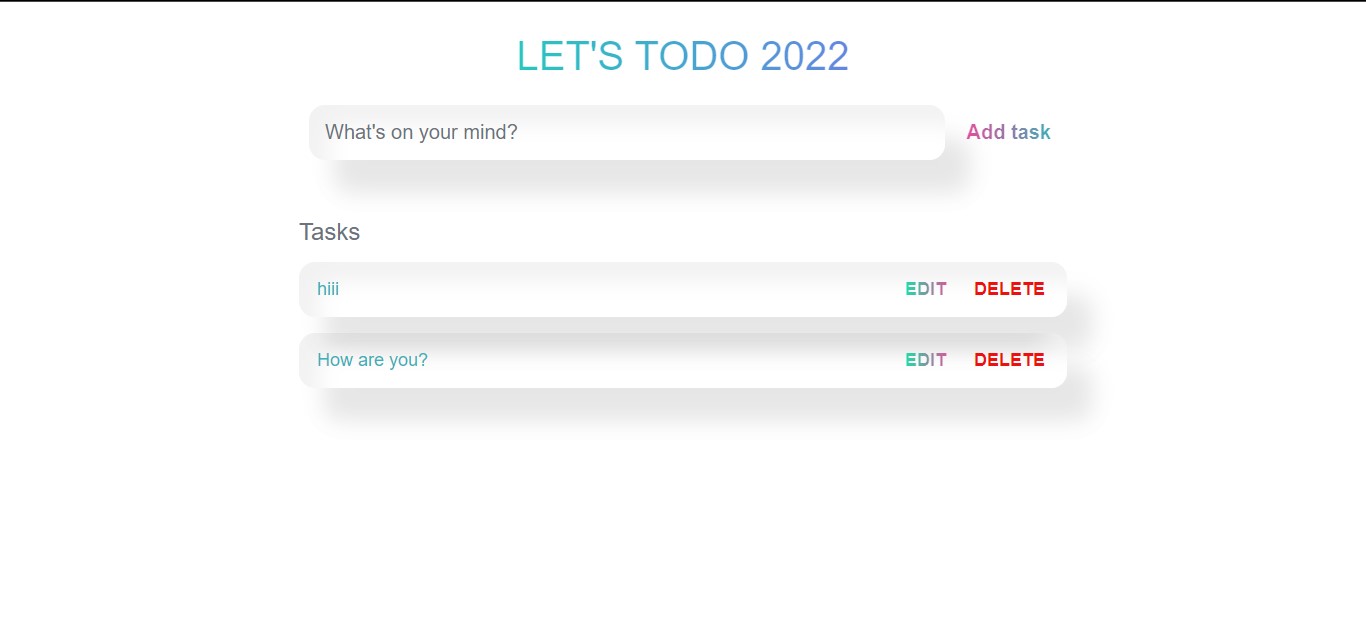 LET'S TODO 2022
What's on your mind? Add task
Tasks
hiii EDIT DELETE
How are you? EDIT DELETE